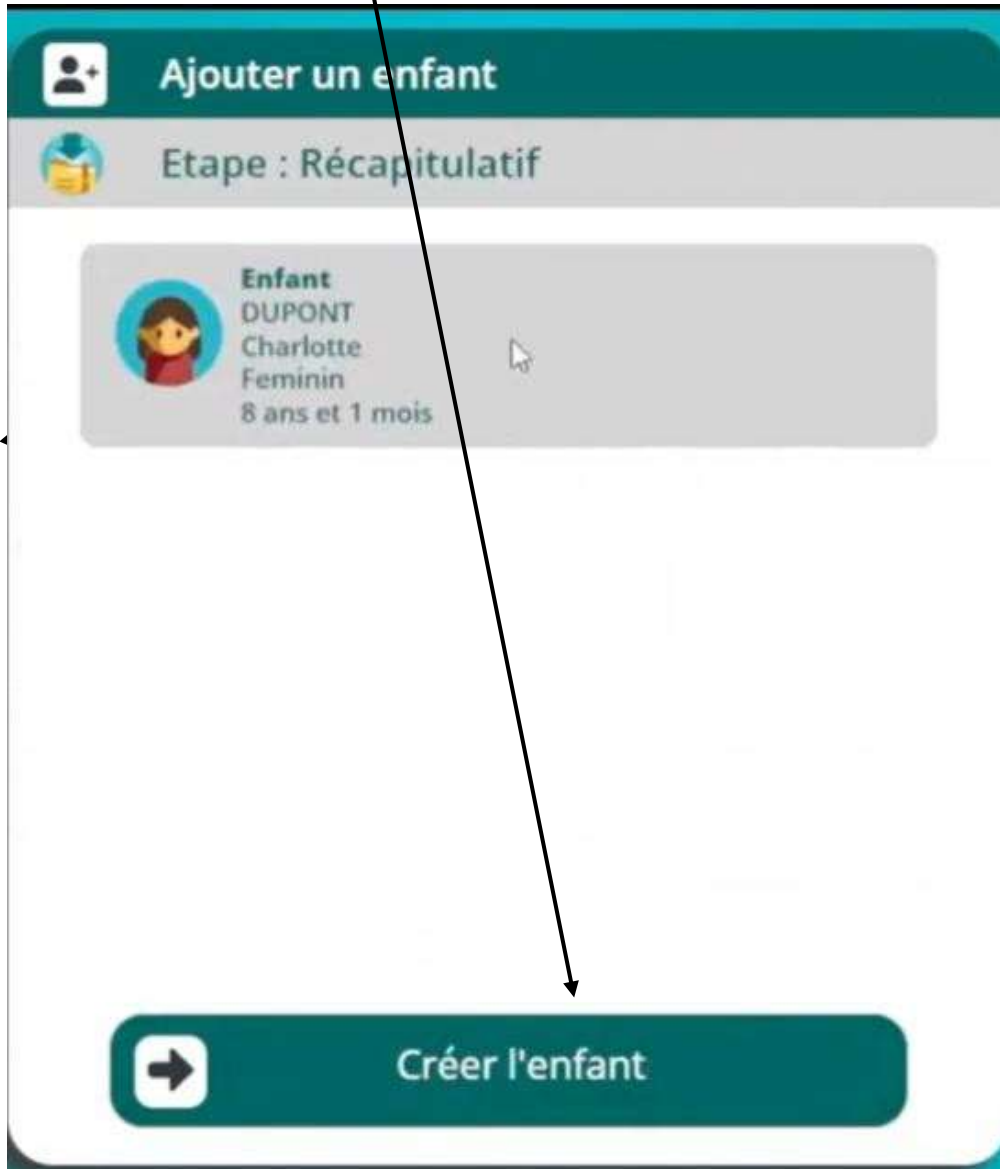 Ajouter un enfant
Etape : Récapitulatif
Enfant
DUPONT
Charlotte
Feminin
8 ans et 1 mois
Créer l'enfant